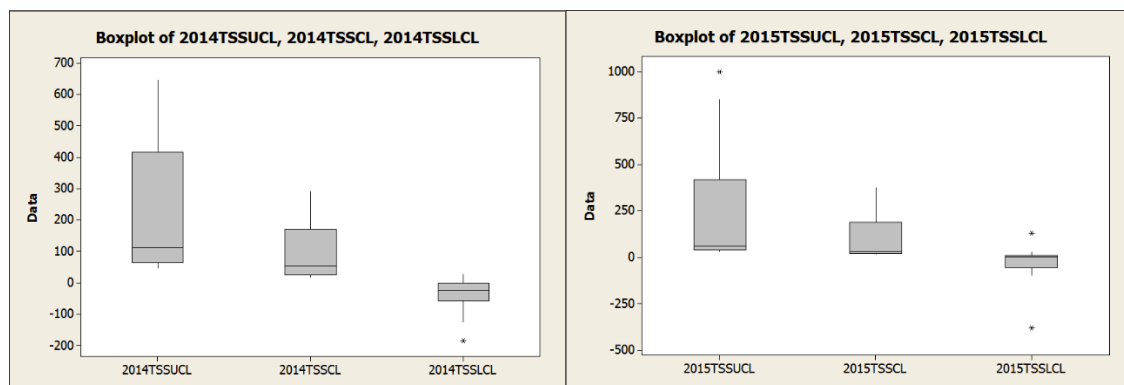 Boxplot of 2014TSSUCL, 2014TSSCL, 2014TSSLCL
700
600
500
400
300
200
100
0
-100
-200
Data
2014TSSUCL 2014TSSCL 2014TSSLCL
Boxplot of 2015TSSUCL, 2015TSSCL, 2015TSSLCL
1000
750
500
250
0
-250
-500
Data
2015TSSUCL 2015TSSCL 2015TSSLCL